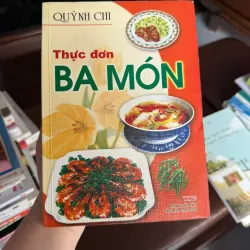 QUỲNH CHI
Thực đơn
BA MÓN